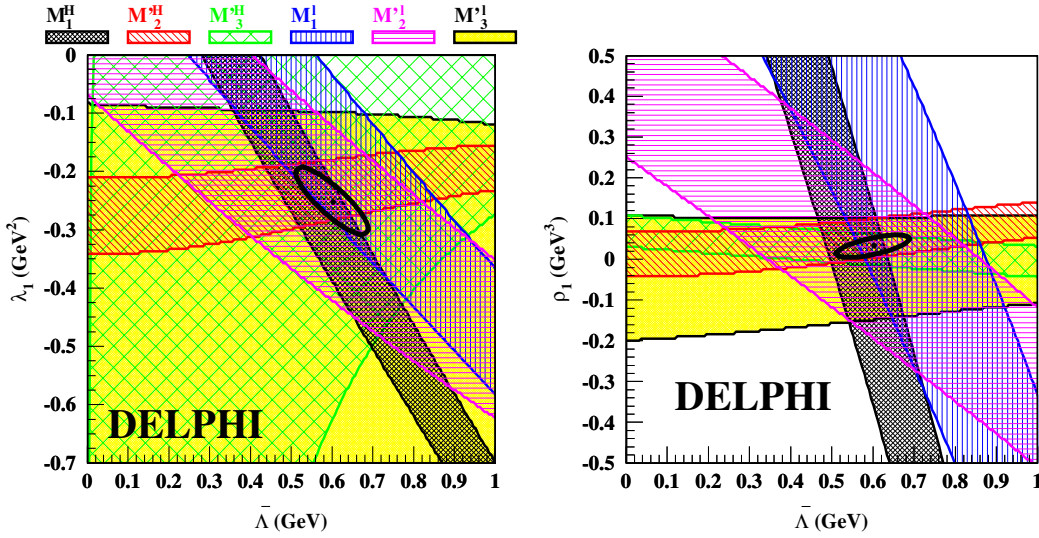 M₁ᴴ M'₂ᴴ M'₃ᴴ M₁ˡ M'₂ˡ M'₃ˡ
λ₁ (GeV²)
0
-0.1
-0.2
-0.3
-0.4
-0.5
-0.6
-0.7
DELPHI
0 0.1 0.2 0.3 0.4 0.5 0.6 0.7 0.8 0.9 1
Λ̄ (GeV)
ρ₁ (GeV³)
0.5
0.4
0.3
0.2
0.1
0
-0.1
-0.2
-0.3
-0.4
-0.5
DELPHI
0 0.1 0.2 0.3 0.4 0.5 0.6 0.7 0.8 0.9 1
Λ̄ (GeV)